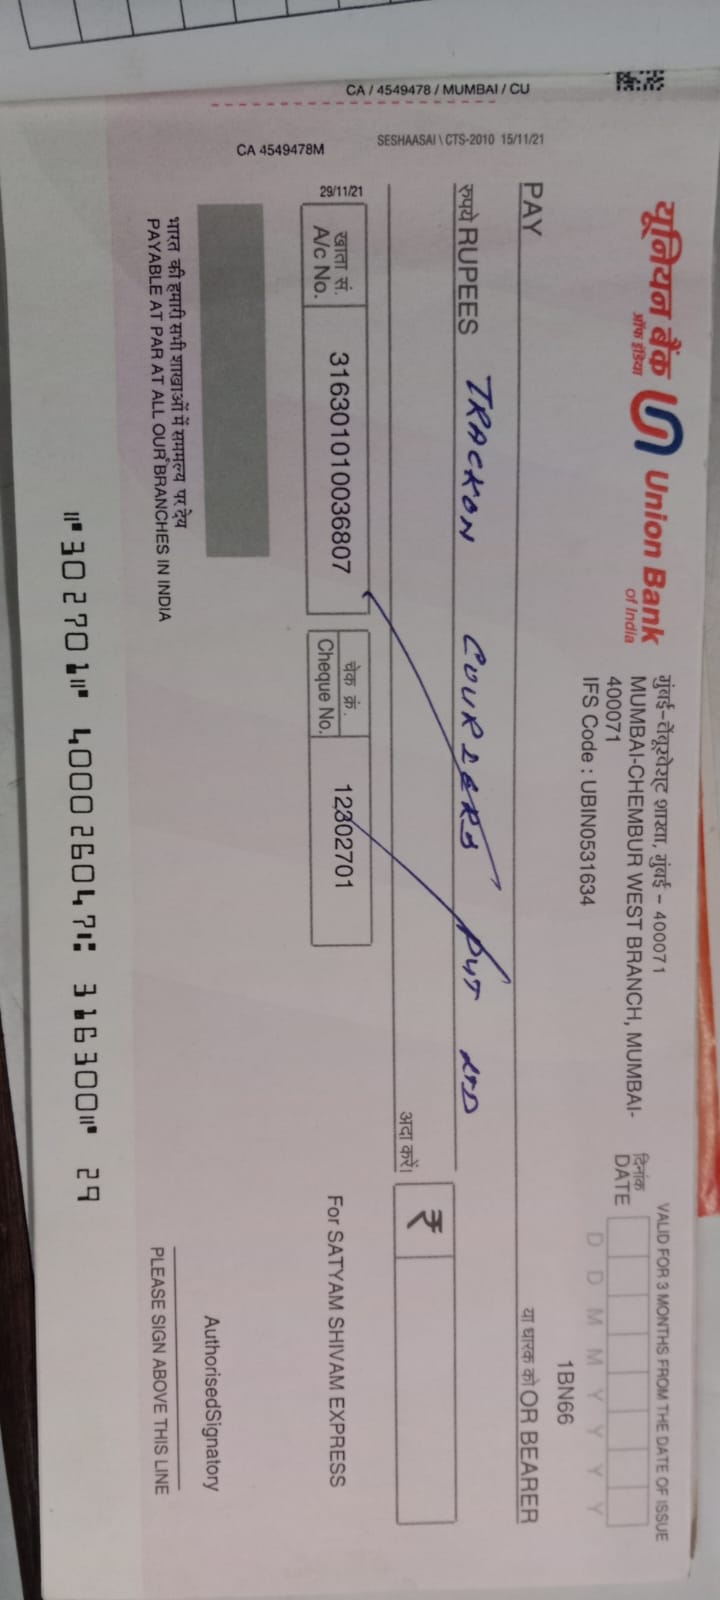 CA / 4549478 / MUMBAI / CU
CA 4549478M
SESHAASAI \ CTS-2010 15/11/21
यूनियन बैंक
ऑफ इंडिया
Union Bank
of India
मुंबई-चेंबूरवेस्ट शाखा, मुंबई - 400071
MUMBAI-CHEMBUR WEST BRANCH, MUMBAI-
400071
IFS Code : UBIN0531634
VALID FOR 3 MONTHS FROM THE DATE OF ISSUE
दिनांक
DATE
D D M M Y Y Y Y
1BN66
PAY
या धारक को OR BEARER
रुपये RUPEES TRACKON COURIERS PVT LTD
अदा करें।
₹
29/11/21
खाता सं.
A/c No.
316301010036807
चेक क्रं.
Cheque No.
12302701
For SATYAM SHIVAM EXPRESS
AuthorisedSignatory
भारत की हमारी सभी शाखाओं में सममूल्य पर देय
PAYABLE AT PAR AT ALL OUR BRANCHES IN INDIA
PLEASE SIGN ABOVE THIS LINE
⑈302701⑈ 400026047⑆ 316300⑈ 29